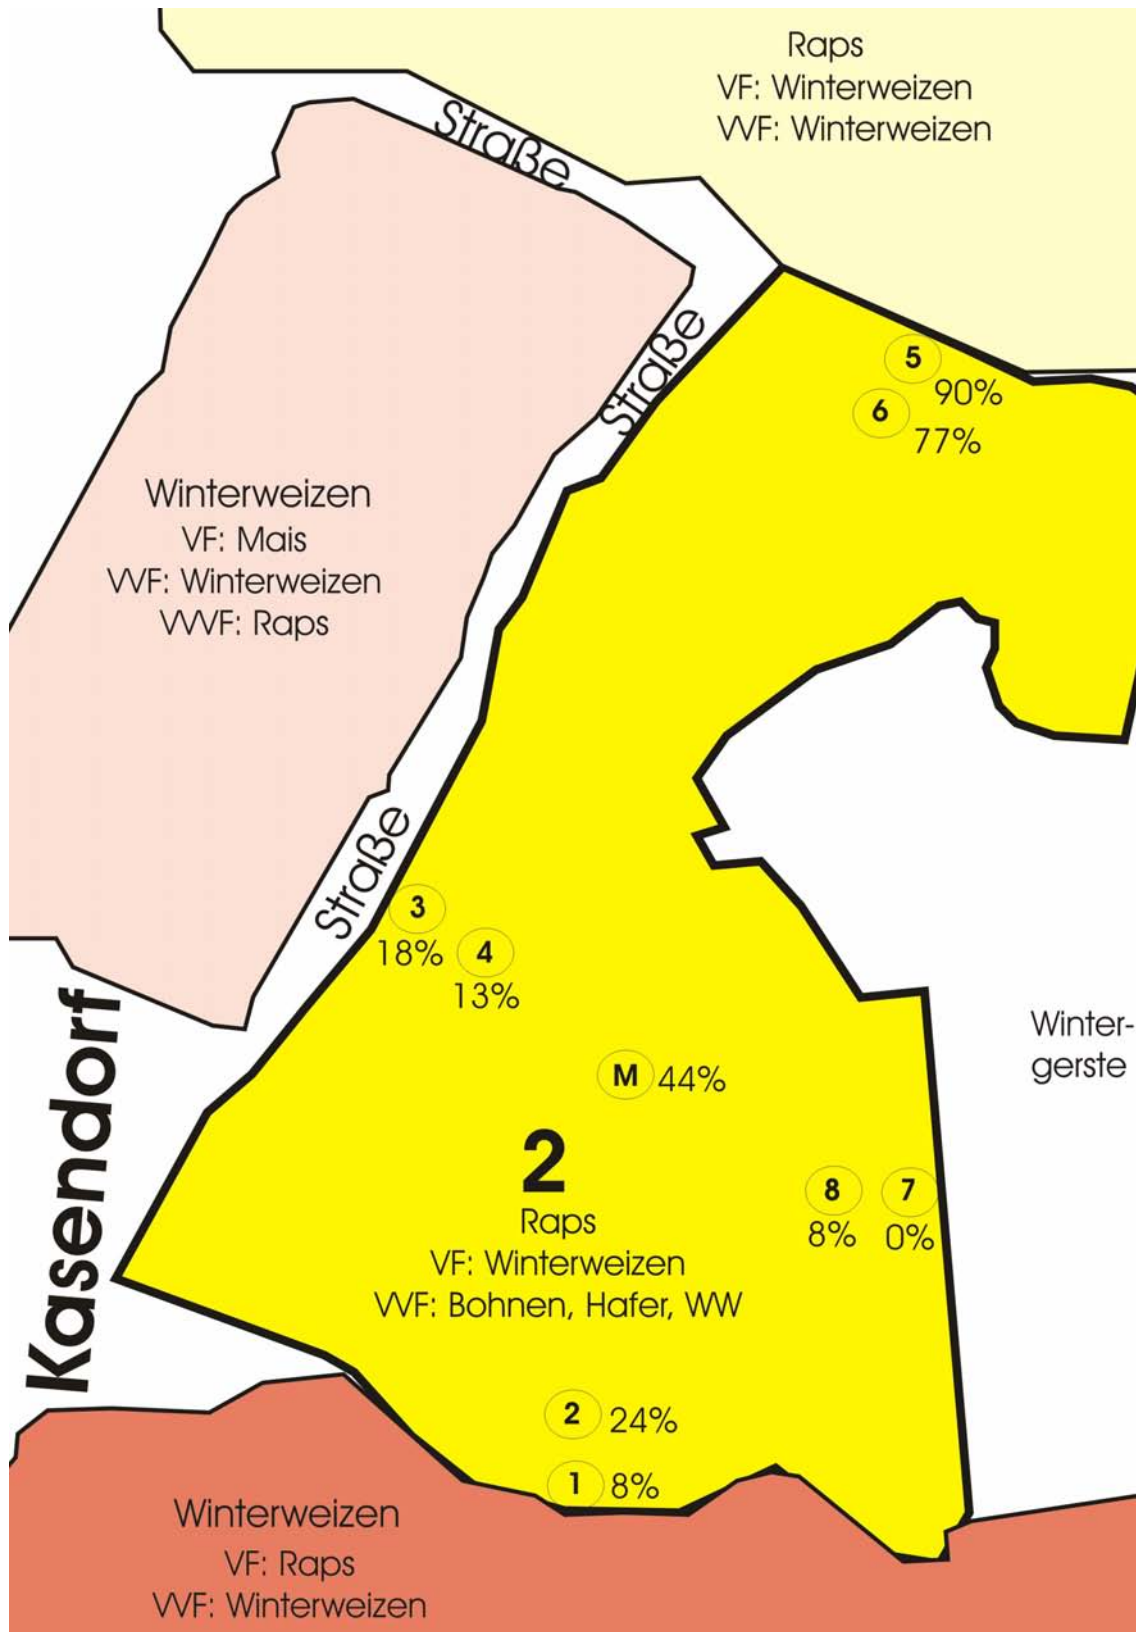 Raps
VF: Winterweizen
VVF: Winterweizen
Straße
Straße
5
90%
6
77%
Winterweizen
VF: Mais
VVF: Winterweizen
VVVF: Raps
Straße
3
18%
4
13%
Kasendorf
Winter-
gerste
M 44%
2
Raps
VF: Winterweizen
VVF: Bohnen, Hafer, WW
8
8%
7
0%
2 24%
1 8%
Winterweizen
VF: Raps
VVF: Winterweizen